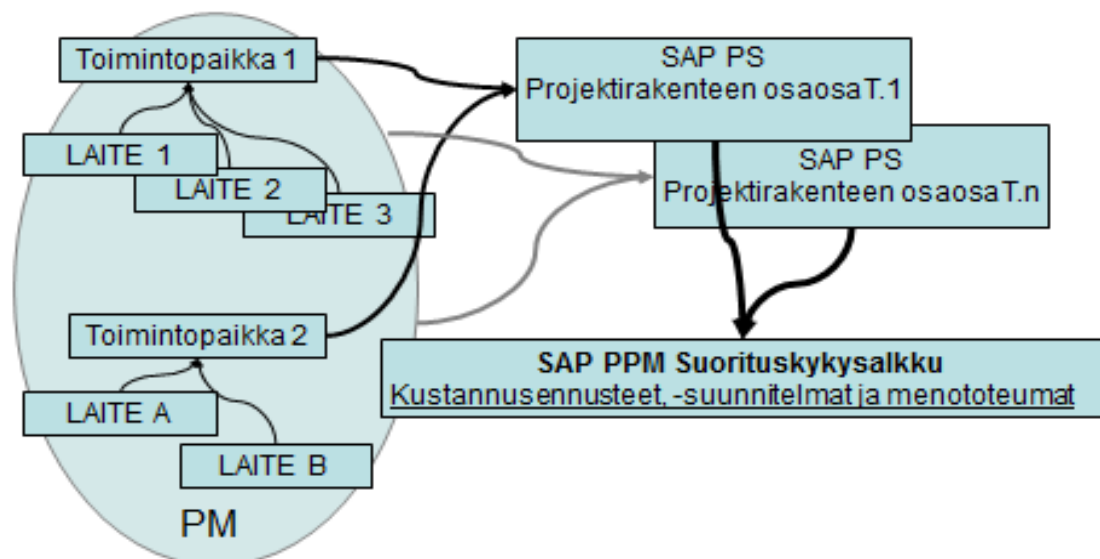 Toimintopaikka 1
LAITE 1
LAITE 2
LAITE 3
Toimintopaikka 2
LAITE A
LAITE B
PM
SAP PS
Projektirakenteen osaosaT.1
SAP PS
Projektirakenteen osaosaT.n
SAP PPM Suorituskykysalkku
Kustannusennusteet, -suunnitelmat ja menototeumat